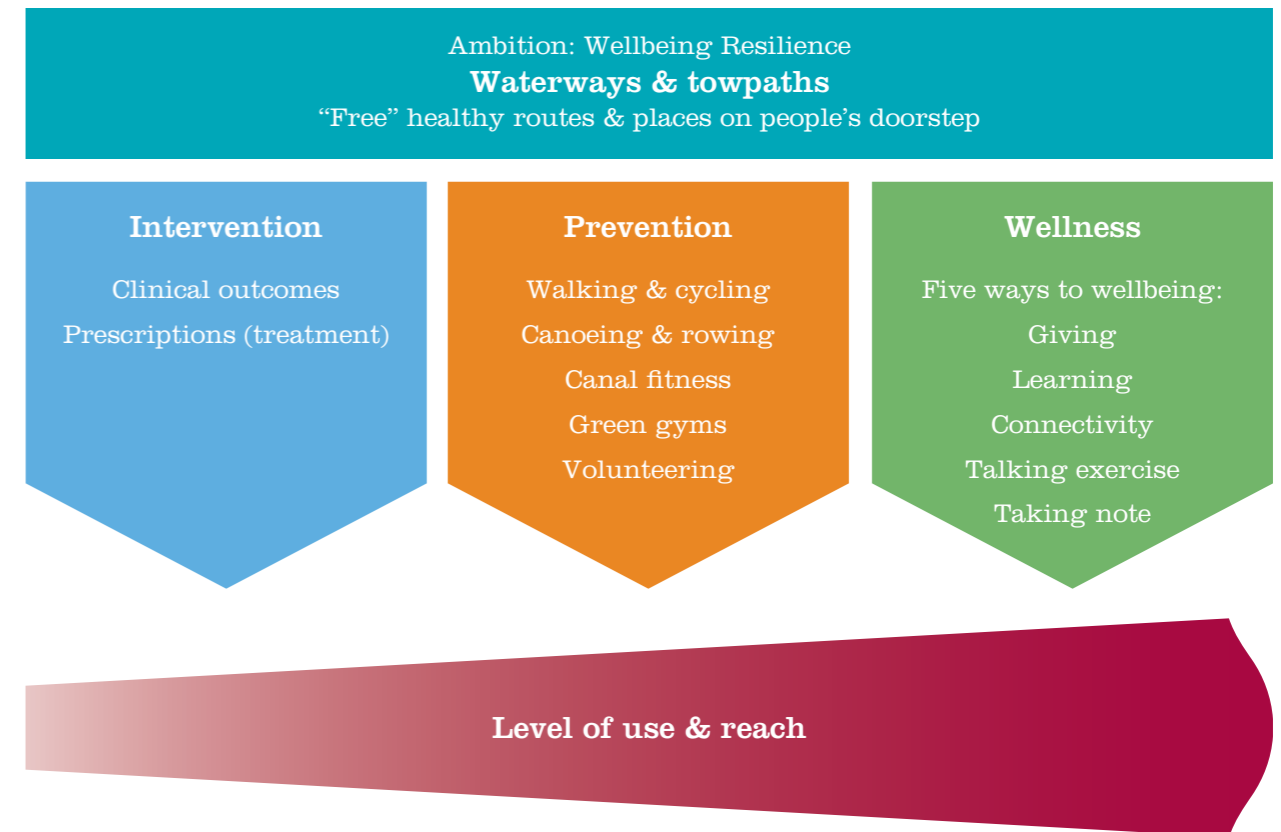 Ambition: Wellbeing Resilience
Waterways & towpaths
“Free” healthy routes & places on people’s doorstep
Intervention
Clinical outcomes
Prescriptions (treatment)
Prevention
Walking & cycling
Canoeing & rowing
Canal fitness
Green gyms
Volunteering
Wellness
Five ways to wellbeing:
Giving
Learning
Connectivity
Talking exercise
Taking note
Level of use & reach